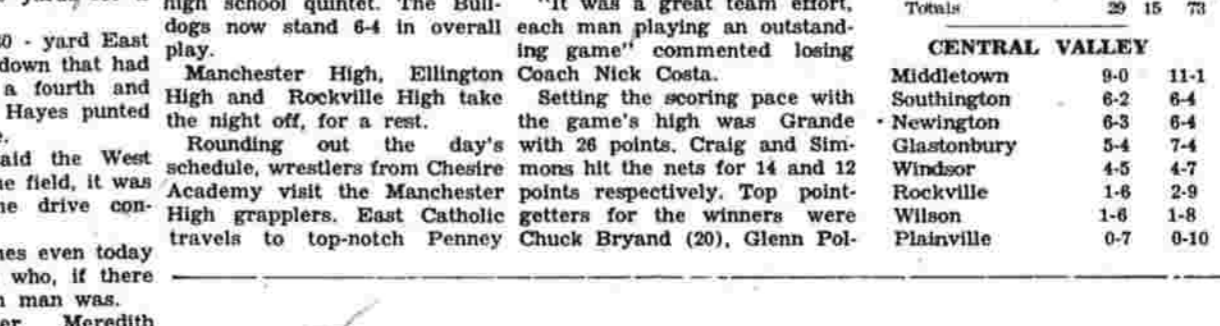 high school quintet. The Bull-
dogs now stand 6-4 in overall
play.
Manchester High, Ellington
High and Rockville High take
the night off, for a rest.
Rounding out the day's
schedule, wrestlers from Chesire
Academy visit the Manchester
High grapplers. East Catholic
travels to top-notch Penney
"It was a great team effort,
each man playing an outstand-
ing game" commented losing
Coach Nick Costa.
Setting the scoring pace with
the game's high was Grande
with 26 points. Craig and Sim-
mons hit the nets for 14 and 12
points respectively. Top point-
getters for the winners were
Chuck Bryand (20), Glenn Pol-
Totals 29 15 73
CENTRAL VALLEY
Middletown 9-0 11-1
Southington 6-2 6-4
Newington 6-3 6-4
Glastonbury 5-4 7-4
Windsor 4-5 4-7
Rockville 1-6 2-9
Wilson 1-6 1-8
Plainville 0-7 0-10
- yard East
down that had
a fourth and
Hayes punted
the West
field, it was
drive con-
even today
who, if there
man was.
Meredith